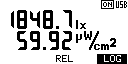 ON USB
1848.7 lx
59.92 µW/cm²
REL LOG